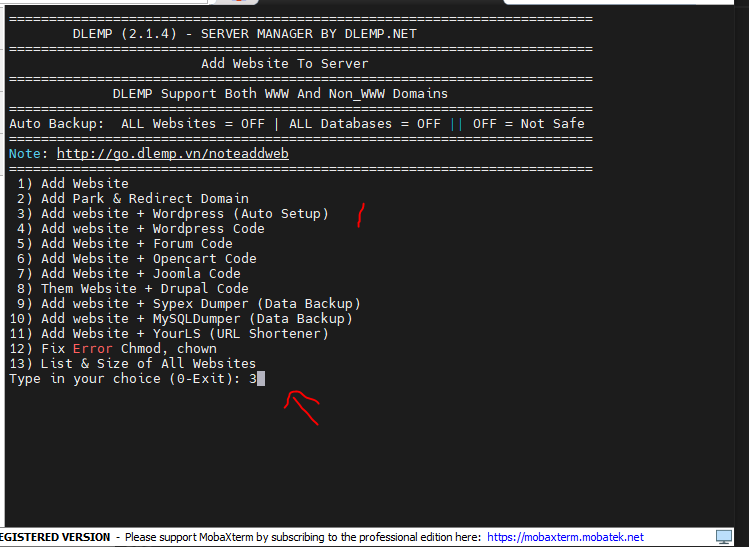 DLEMP (2.1.4) - SERVER MANAGER BY DLEMP.NET
Add Website To Server
DLEMP Support Both WWW And Non_WWW Domains
Auto Backup:  ALL Websites = OFF | ALL Databases = OFF || OFF = Not Safe
Note: http://go.dlemp.vn/noteaddweb
1) Add Website
2) Add Park & Redirect Domain
3) Add website + Wordpress (Auto Setup)
4) Add website + Wordpress Code
5) Add Website + Forum Code
6) Add Website + Opencart Code
7) Add Website + Joomla Code
8) Them Website + Drupal Code
9) Add website + Sypex Dumper (Data Backup)
10) Add Website + MySQLDumper (Data Backup)
11) Add Website + YourLS (URL Shortener)
12) Fix Error Chmod, chown
13) List & Size of All Websites
Type in your choice (0-Exit): 3
EGISTERED VERSION - Please support MobaXterm by subscribing to the professional edition here: https://mobaxterm.mobatek.net